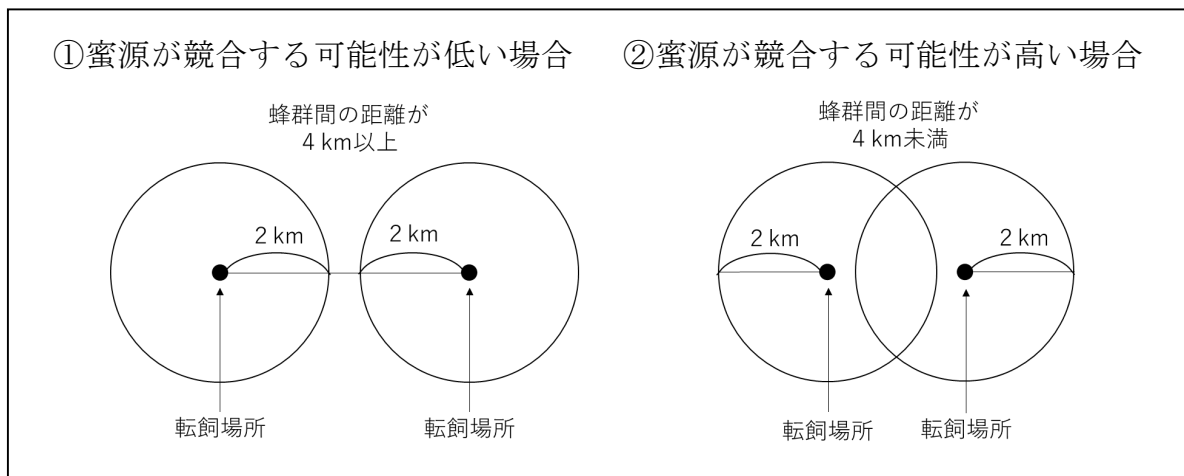 ①蜜源が競合する可能性が低い場合
蜂群間の距離が
4 km以上
2 km
2 km
転飼場所
転飼場所
②蜜源が競合する可能性が高い場合
蜂群間の距離が
4 km未満
2 km
2 km
転飼場所
転飼場所